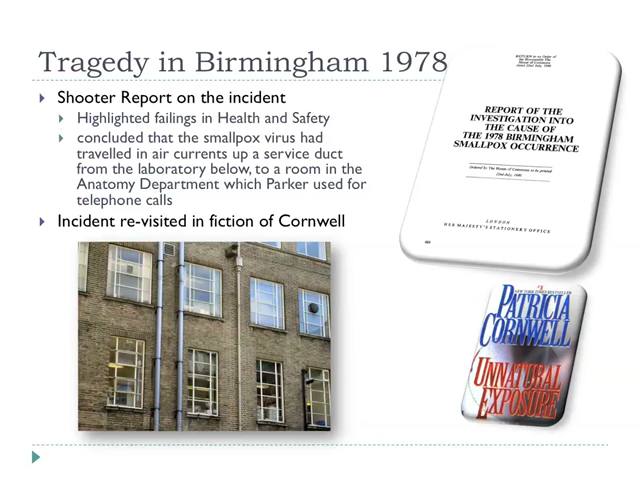 Tragedy in Birmingham 1978
Shooter Report on the incident
Highlighted failings in Health and Safety
concluded that the smallpox virus had
travelled in air currents up a service duct
from the laboratory below, to a room in the
Anatomy Department which Parker used for
telephone calls
Incident re-visited in fiction of Cornwell
REPORT OF THE
INVESTIGATION INTO
THE CAUSE OF
THE 1978 BIRMINGHAM
SMALLPOX OCCURRENCE
Ordered by The House of Commons to be printed
22nd July, 1980
LONDON
HER MAJESTY'S STATIONERY OFFICE
#1
NEW YORK TIMES BESTSELLER
PATRICIA
CORNWELL
UNNATURAL
EXPOSURE